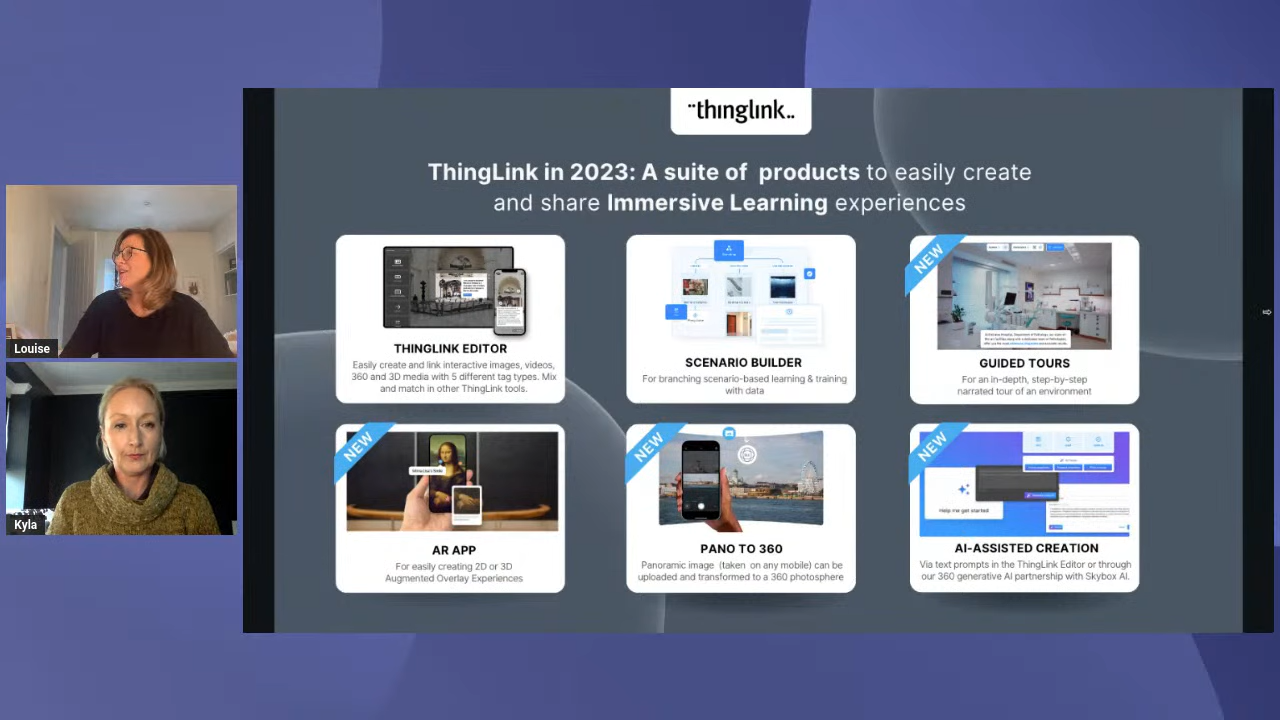 ¨thınglınk..
ThingLink in 2023: A suite of products to easily create
and share Immersive Learning experiences
THINGLINK EDITOR
Easily create and link interactive images, videos,
360 and 3D media with 5 different tag types. Mix
and match in other ThingLink tools.
SCENARIO BUILDER
For branching scenario-based learning & training
with data
NEW
GUIDED TOURS
For an in-depth, step-by-step
narrated tour of an environment
NEW
AR APP
For easily creating 2D or 3D
Augmented Overlay Experiences
NEW
PANO TO 360
Panoramic image (taken on any mobile) can be
uploaded and transformed to a 360 photosphere
NEW
Help me get started
AI-ASSISTED CREATION
Via text prompts in the ThingLink Editor or through
our 360 generative AI partnership with Skybox AI.
Louise
Kyla